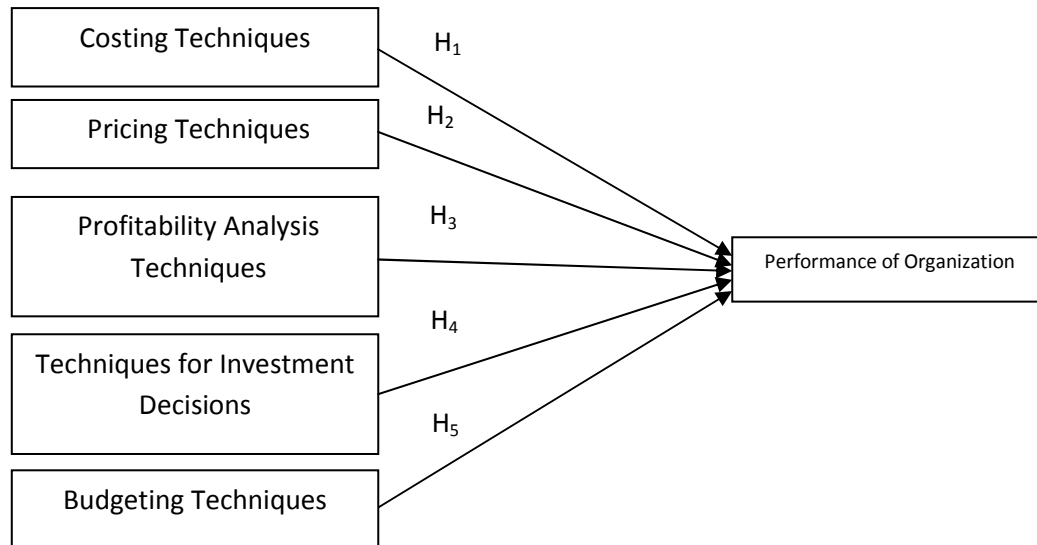 Costing Techniques
H₁
Pricing Techniques
H₂
Profitability Analysis
Techniques
H₃
Techniques for Investment
Decisions
H₄
Budgeting Techniques
H₅
Performance of Organization